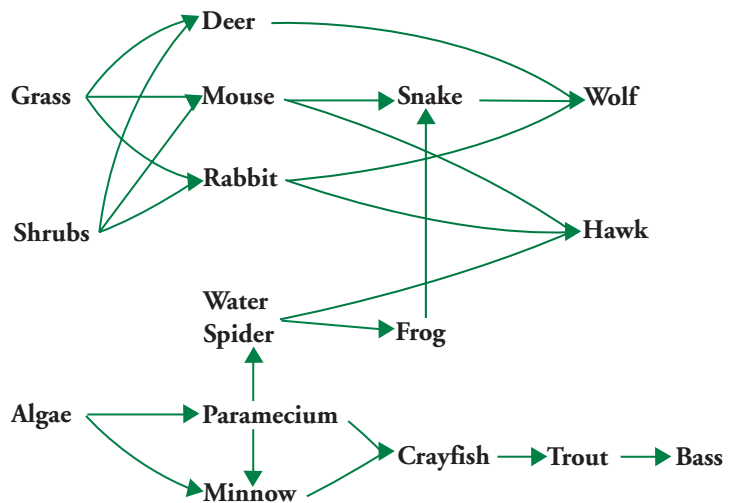 Deer
Grass
Mouse
Snake
Wolf
Rabbit
Shrubs
Hawk
Water
Spider
Frog
Algae
Paramecium
Crayfish
Trout
Bass
Minnow